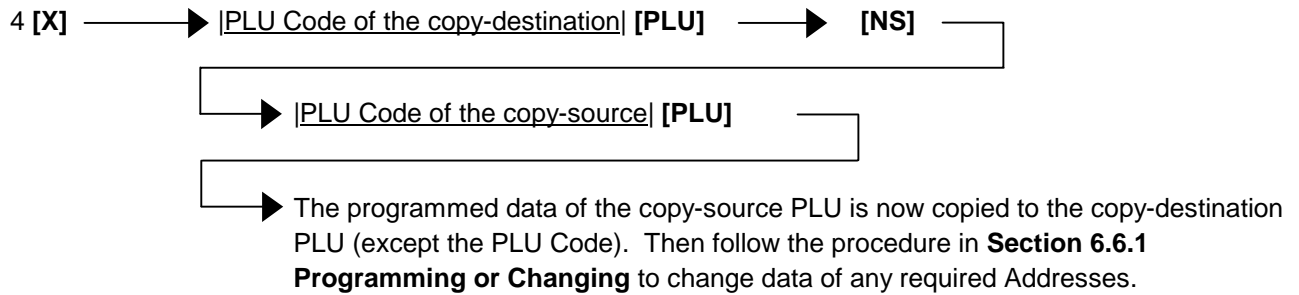 4 [X] |PLU Code of the copy-destination| [PLU] [NS]
|PLU Code of the copy-source| [PLU]
The programmed data of the copy-source PLU is now copied to the copy-destination
PLU (except the PLU Code). Then follow the procedure in Section 6.6.1
Programming or Changing to change data of any required Addresses.